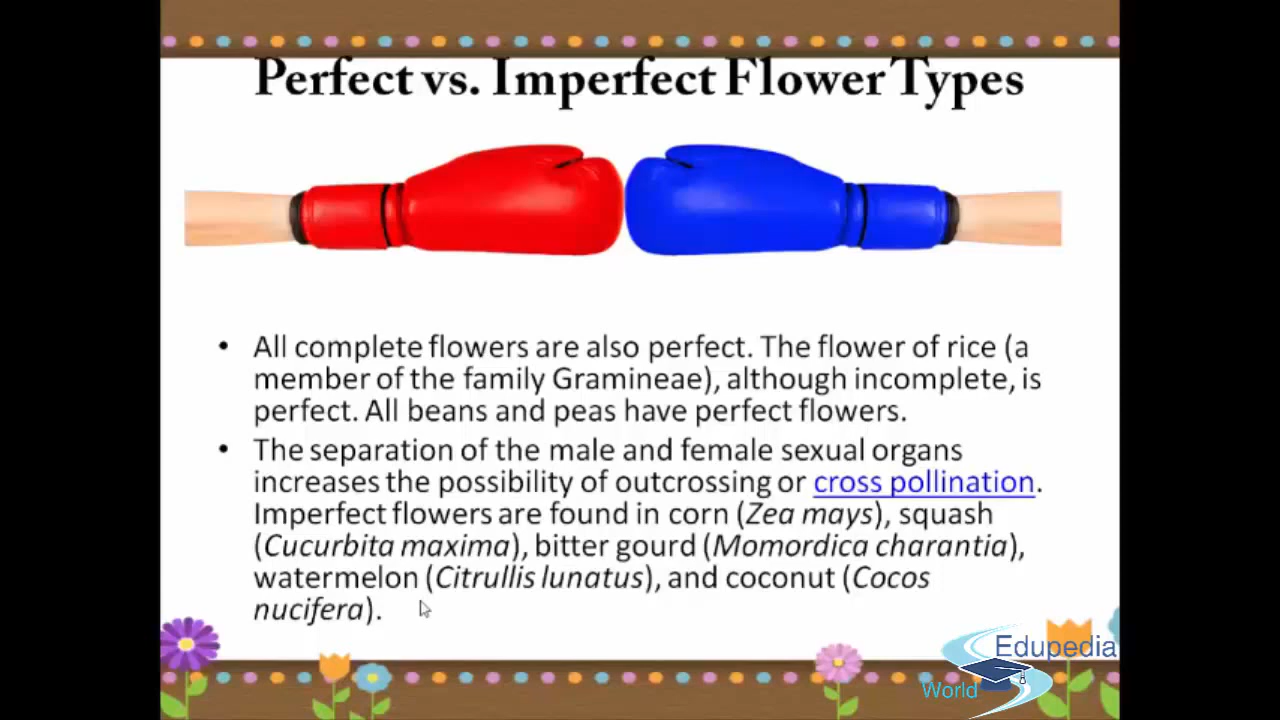 Perfect vs. Imperfect Flower Types
• All complete flowers are also perfect. The flower of rice (a
member of the family Gramineae), although incomplete, is
perfect. All beans and peas have perfect flowers.
• The separation of the male and female sexual organs
increases the possibility of outcrossing or cross pollination.
Imperfect flowers are found in corn (Zea mays), squash
(Cucurbita maxima), bitter gourd (Momordica charantia),
watermelon (Citrullis lunatus), and coconut (Cocos
nucifera).
Edupedia
World